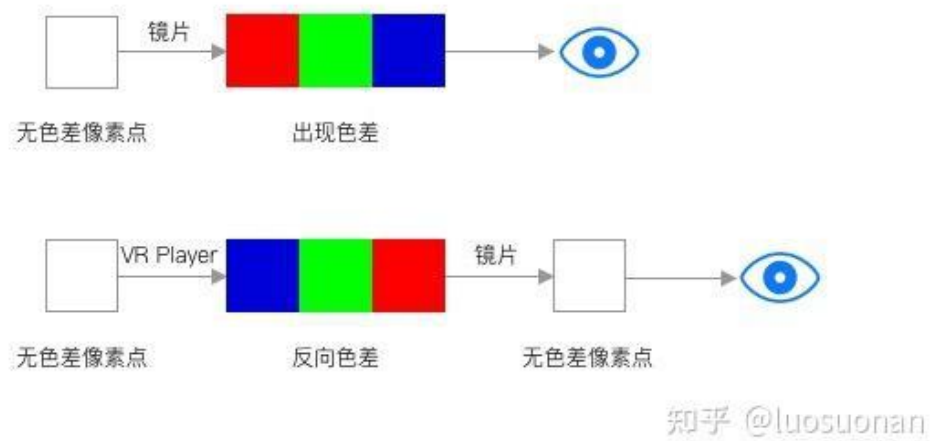 镜片
无色差像素点
出现色差
VR Player
镜片
无色差像素点
反向色差
无色差像素点
知乎 @luosuonan